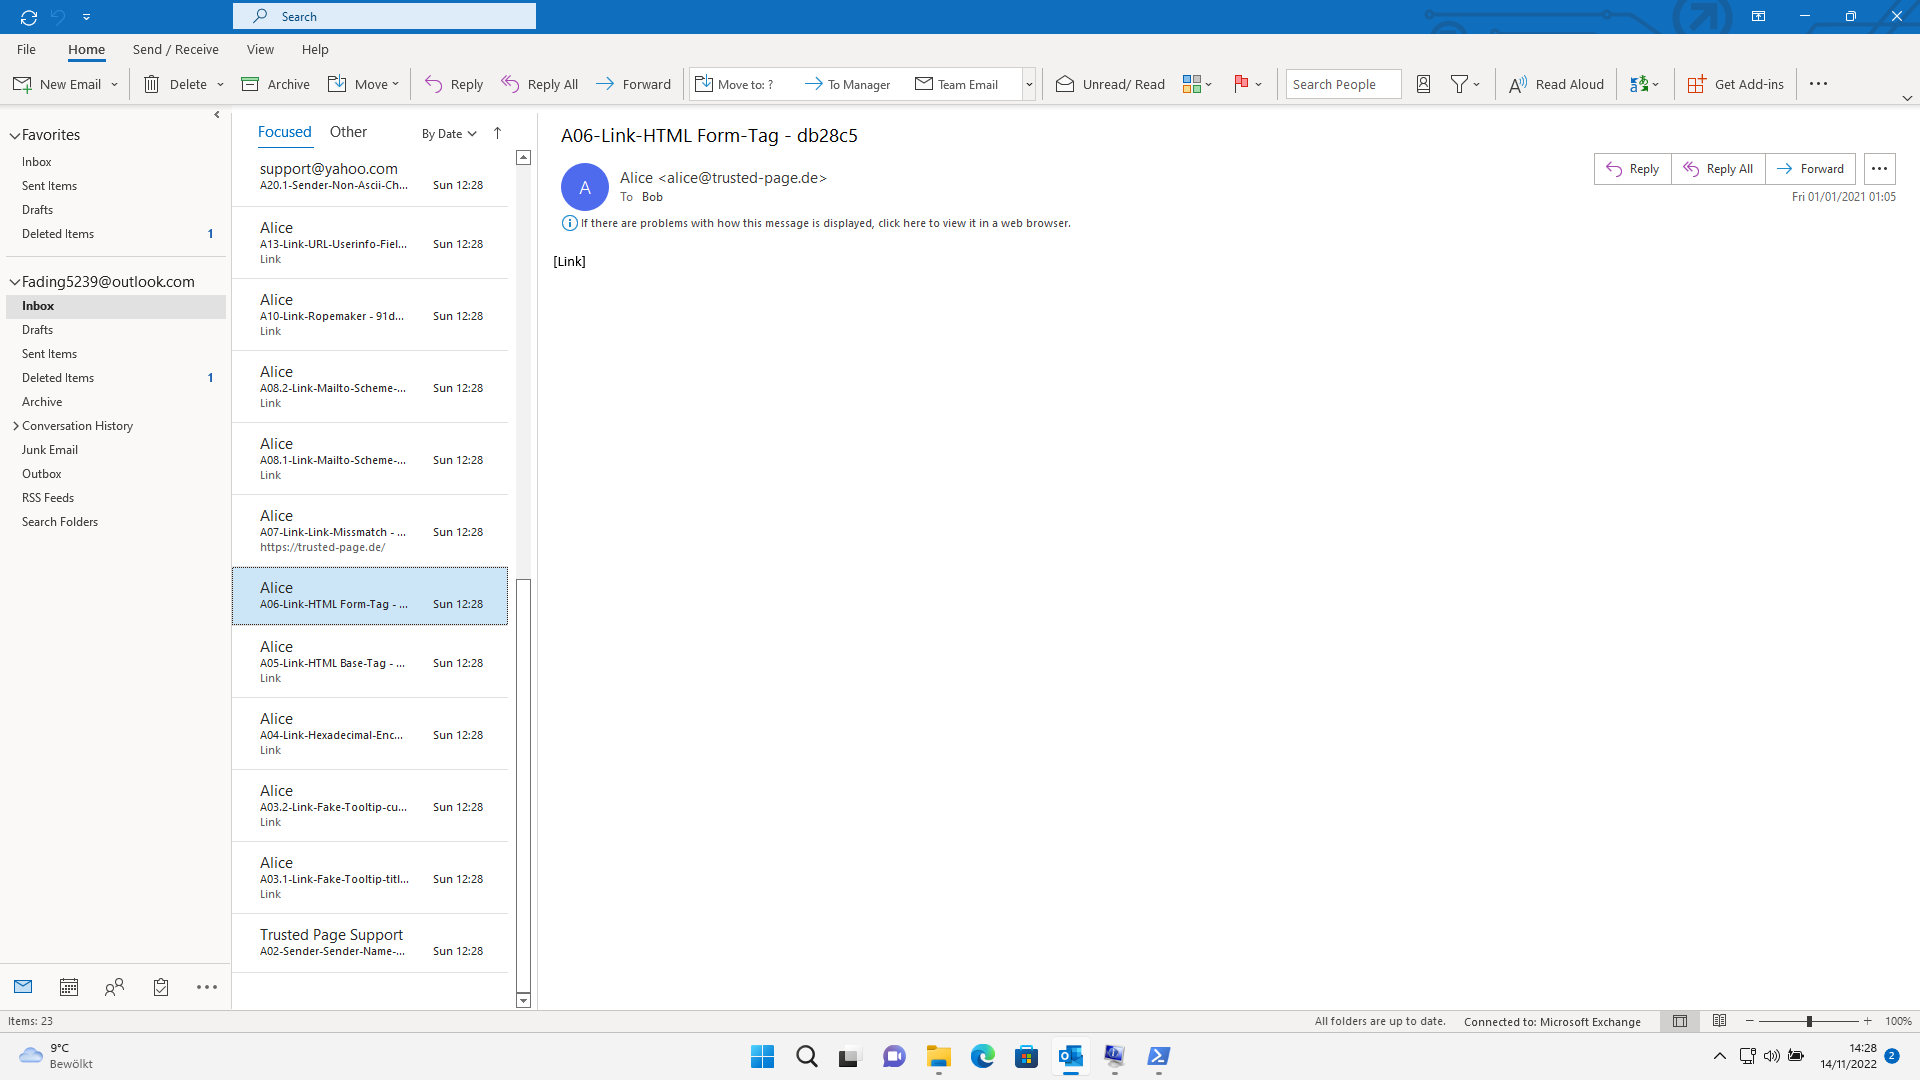 Search
File
Home
Send / Receive
View
Help
New Email
Delete
Archive
Move
Reply
Reply All
Forward
Move to: ?
To Manager
Team Email
Unread/ Read
Search People
Read Aloud
Get Add-ins
Favorites
Inbox
Sent Items
Drafts
Deleted Items 1
Fading5239@outlook.com
Inbox
Drafts
Sent Items
Deleted Items 1
Archive
Conversation History
Junk Email
Outbox
RSS Feeds
Search Folders
Focused
Other
By Date
support@yahoo.com
A20.1-Sender-Non-Ascii-Ch... Sun 12:28
Alice
A13-Link-URL-Userinfo-Fiel... Sun 12:28
Link
Alice
A10-Link-Ropemaker - 91d... Sun 12:28
Link
Alice
A08.2-Link-Mailto-Scheme-... Sun 12:28
Link
Alice
A08.1-Link-Mailto-Scheme-... Sun 12:28
Link
Alice
A07-Link-Link-Missmatch - ... Sun 12:28
https://trusted-page.de/
Alice
A06-Link-HTML Form-Tag - ... Sun 12:28
Alice
A05-Link-HTML Base-Tag - ... Sun 12:28
Link
Alice
A04-Link-Hexadecimal-Enc... Sun 12:28
Link
Alice
A03.2-Link-Fake-Tooltip-cu... Sun 12:28
Link
Alice
A03.1-Link-Fake-Tooltip-titl... Sun 12:28
Link
Trusted Page Support
A02-Sender-Sender-Name-... Sun 12:28
A06-Link-HTML Form-Tag - db28c5
A
Alice <alice@trusted-page.de>
To Bob
Reply
Reply All
Forward
Fri 01/01/2021 01:05
If there are problems with how this message is displayed, click here to view it in a web browser.
[Link]
Items: 23
All folders are up to date.
Connected to: Microsoft Exchange
100%
9°C
Bewölkt
14:28
14/11/2022
2